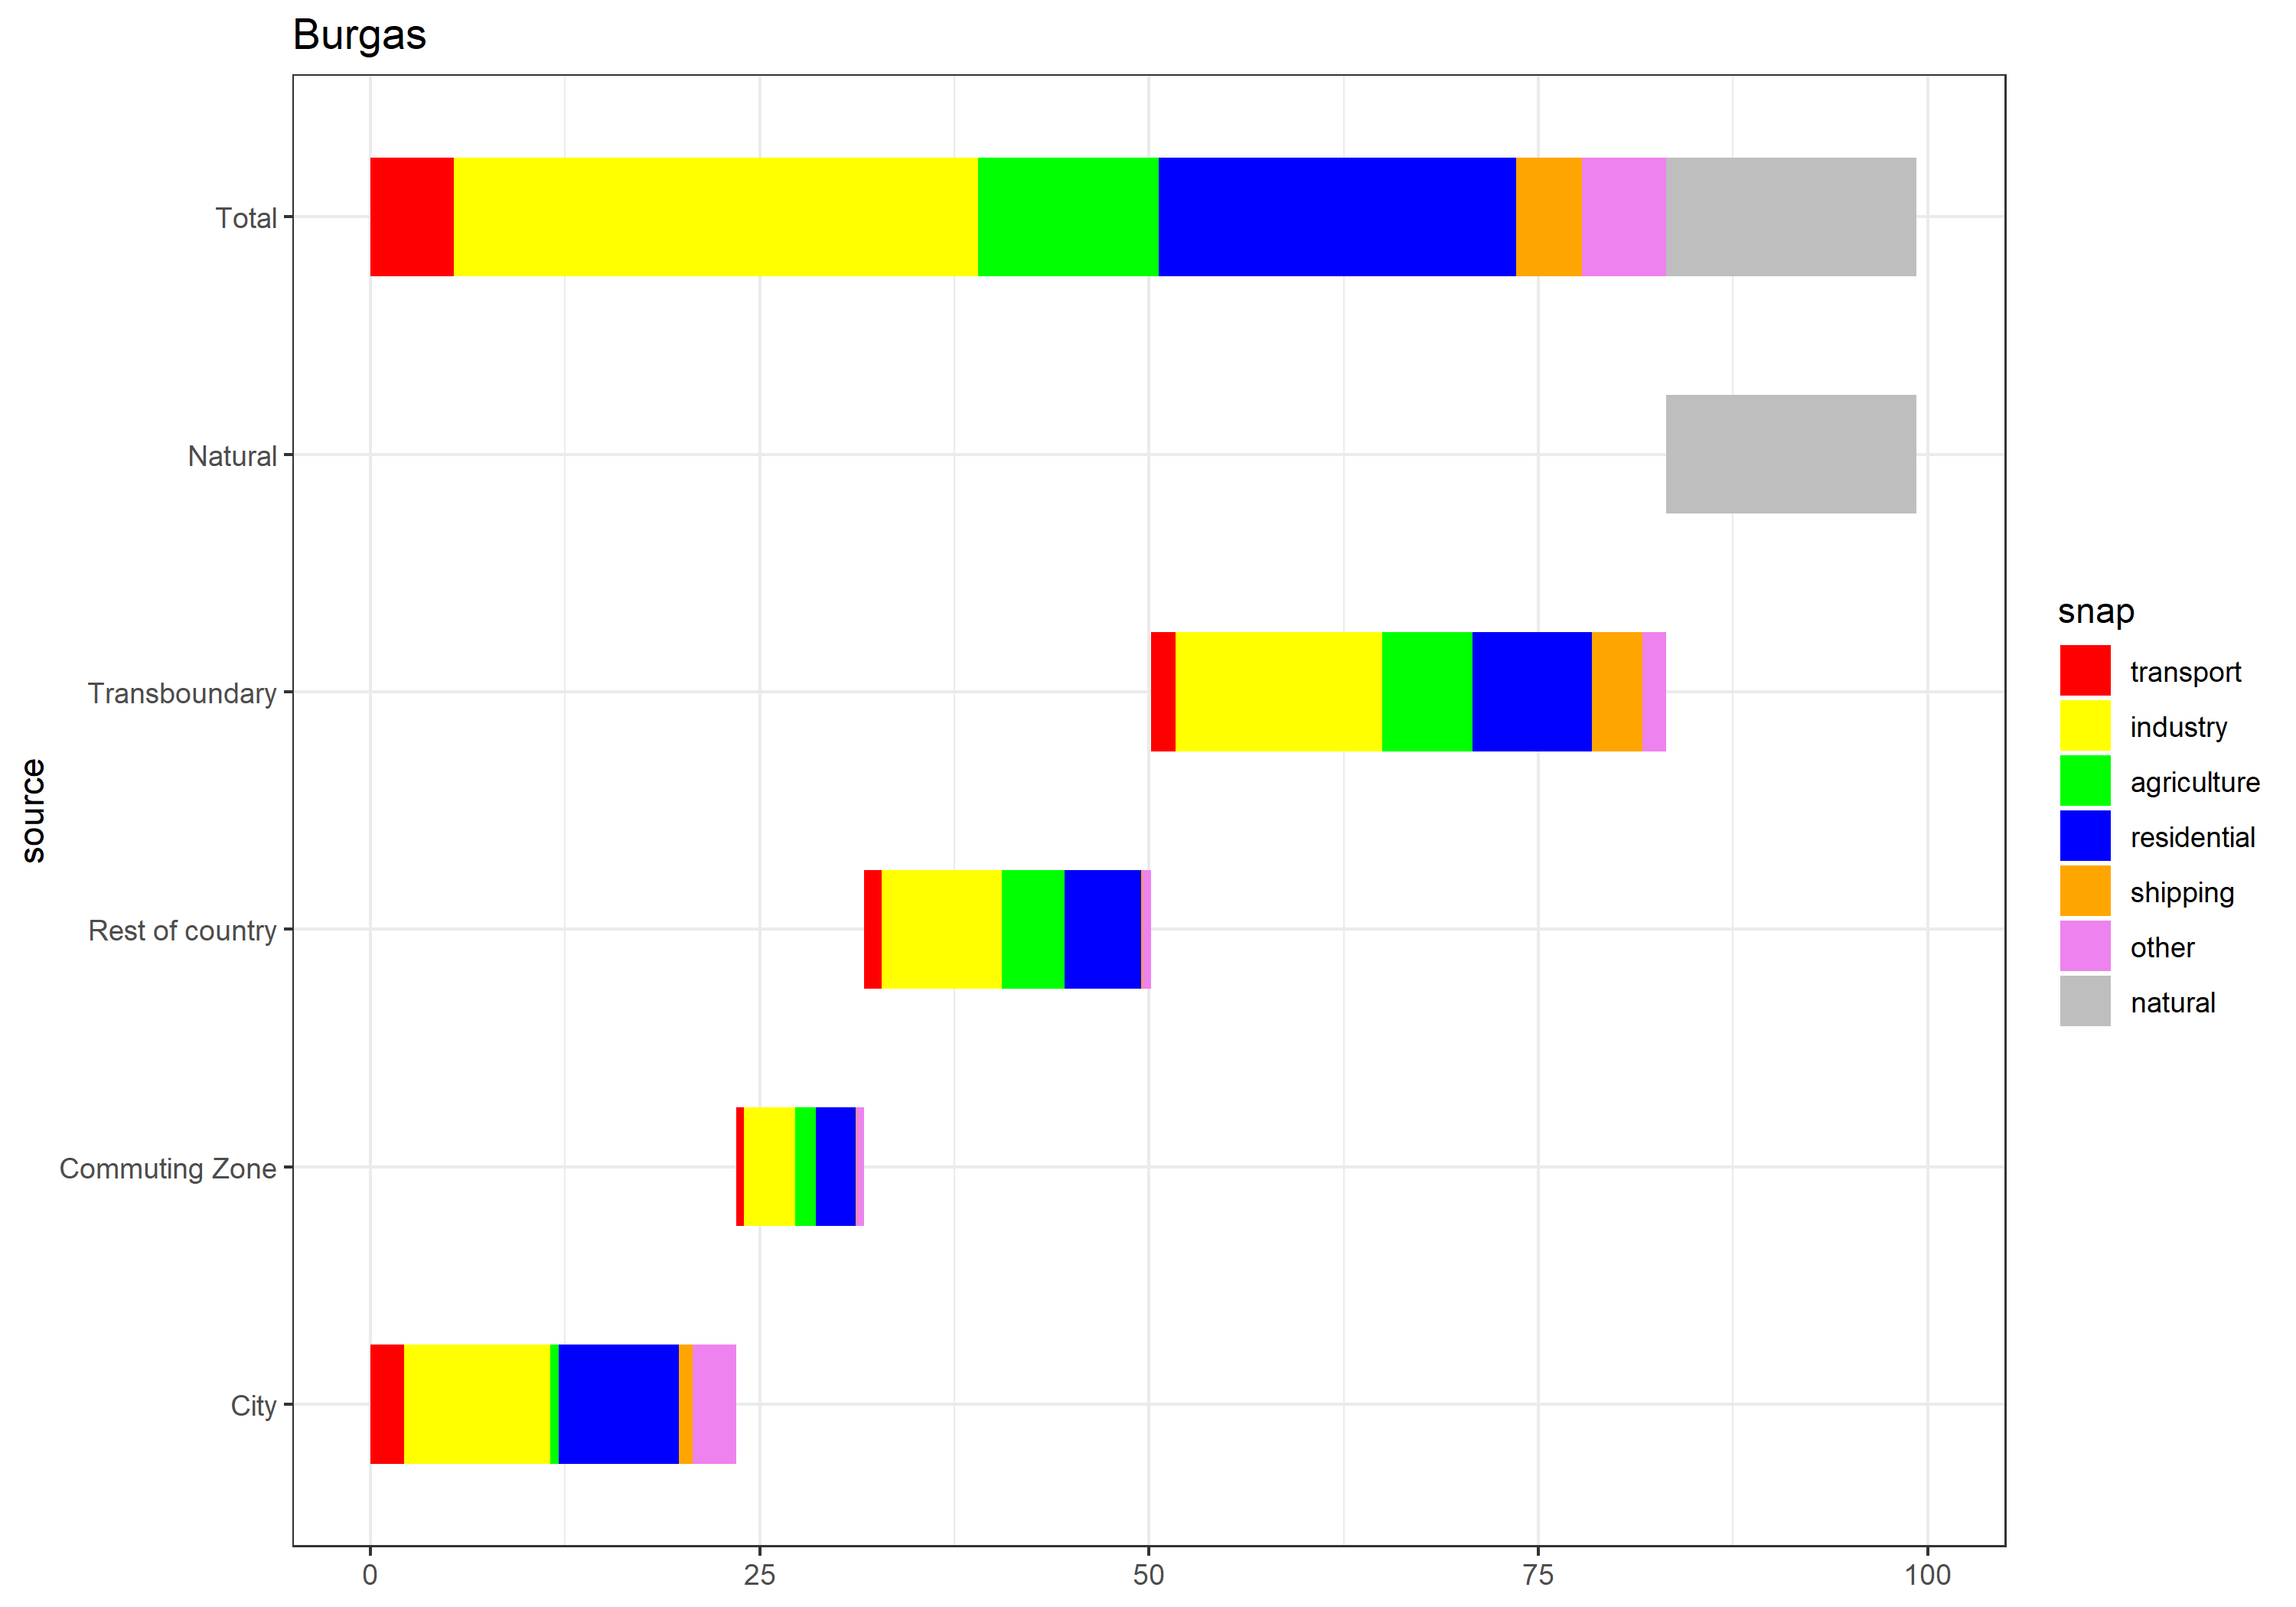 Burgas
source
Total
Natural
Transboundary
Rest of country
Commuting Zone
City
0 25 50 75 100
snap
transport
industry
agriculture
residential
shipping
other
natural